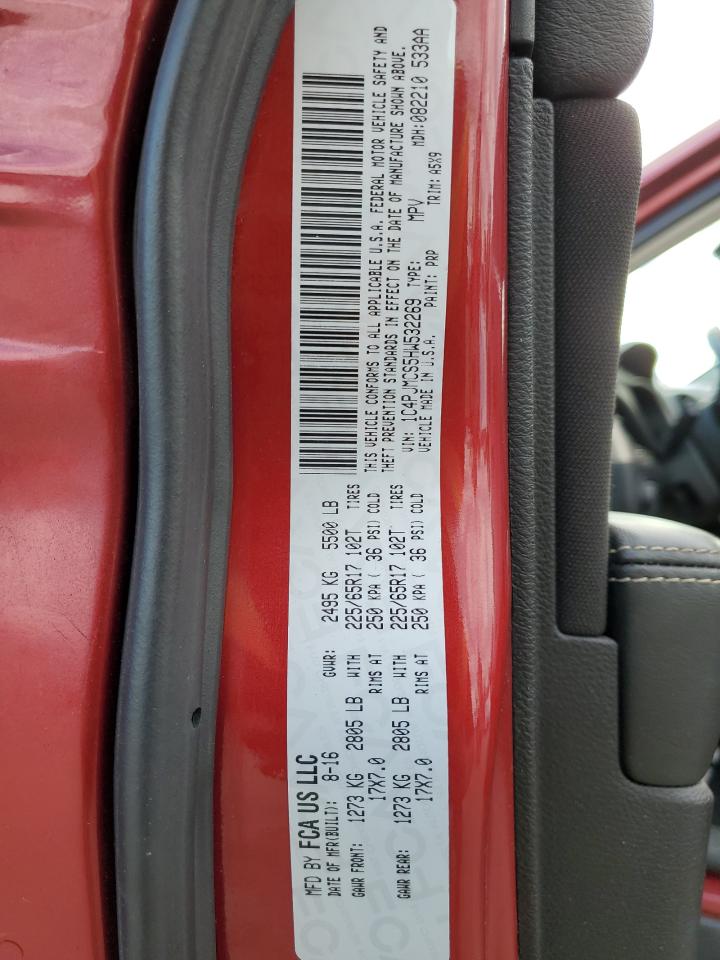 MFD BY FCA US LLC
DATE OF MFR(BUILT): 8-16 GVWR: 2495 KG 5500 LB
GAWR FRONT: 1273 KG 2805 LB WITH 225/65R17 102T TIRES
17X7.0 RIMS AT 250 KPA ( 36 PSI) COLD
GAWR REAR: 1273 KG 2805 LB WITH 225/65R17 102T TIRES
17X7.0 RIMS AT 250 KPA ( 36 PSI) COLD
THIS VEHICLE CONFORMS TO ALL APPLICABLE U.S.A. FEDERAL MOTOR VEHICLE SAFETY AND
THEFT PREVENTION STANDARDS IN EFFECT ON THE DATE OF MANUFACTURE SHOWN ABOVE.
VIN: 1C4PJMCS5HW532269 TYPE: MPV MDH:082210 533AA
VEHICLE MADE IN U.S.A. PAINT: PRP TRIM: A5X9